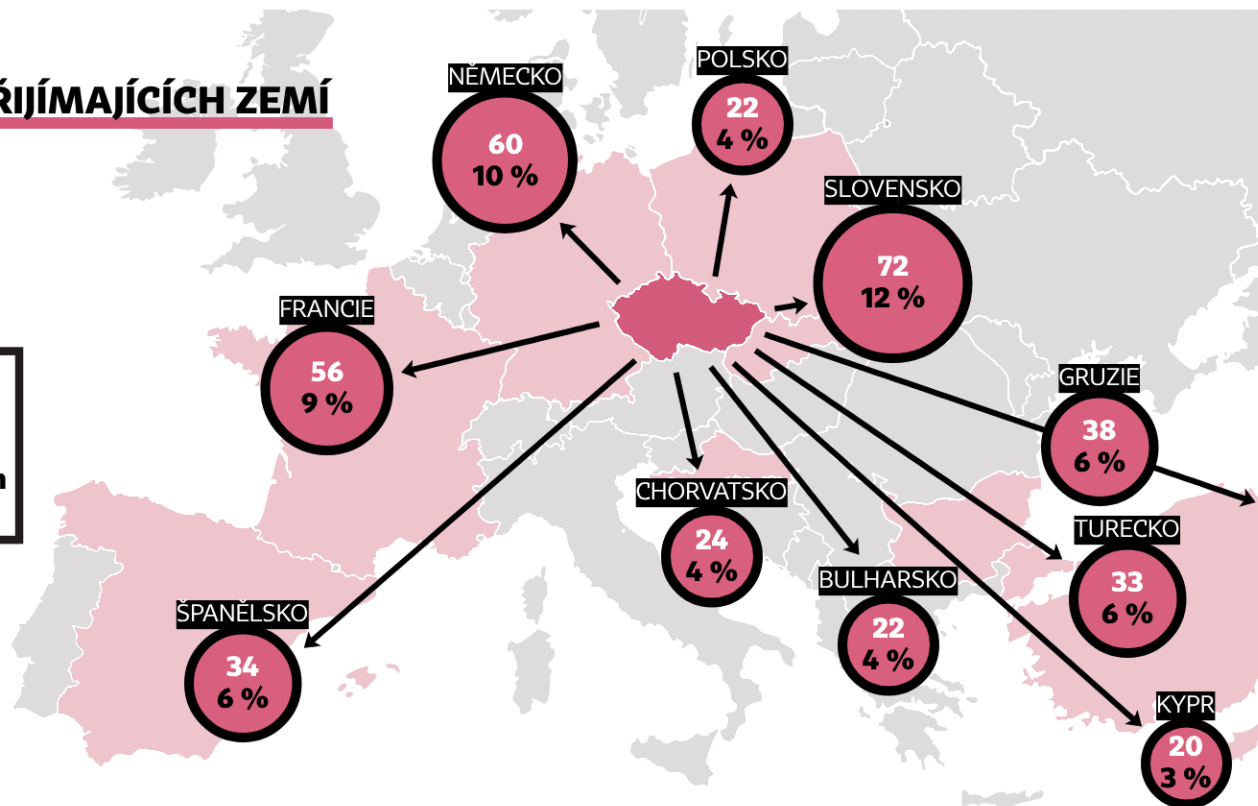 ŘIJÍMAJÍCÍCH ZEMÍ
NĚMECKO
60
10 %
POLSKO
22
4 %
SLOVENSKO
72
12 %
FRANCIE
56
9 %
GRUZIE
38
6 %
CHORVATSKO
24
4 %
TURECKO
33
6 %
BULHARSKO
22
4 %
ŠPANĚLSKO
34
6 %
KYPR
20
3 %